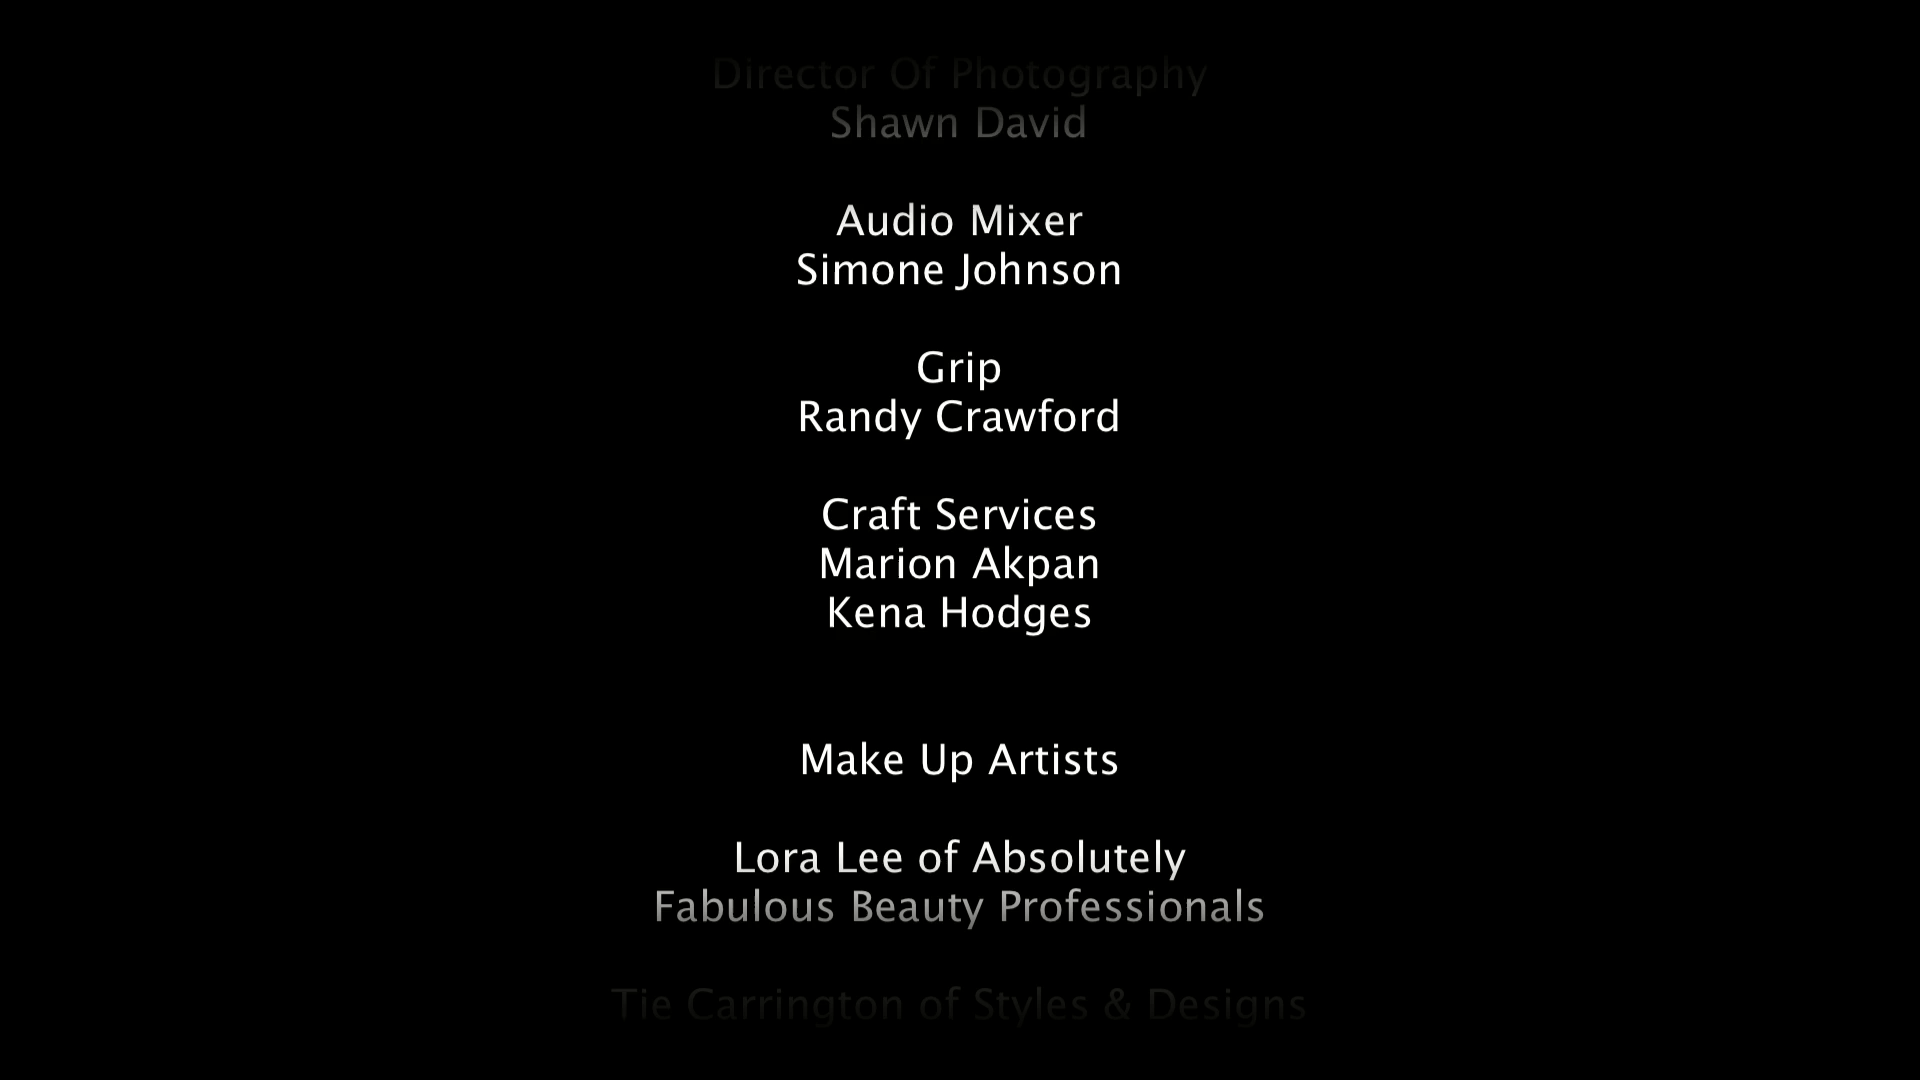 Director Of Photography
Shawn David
Audio Mixer
Simone Johnson
Grip
Randy Crawford
Craft Services
Marion Akpan
Kena Hodges
Make Up Artists
Lora Lee of Absolutely
Fabulous Beauty Professionals
Tie Carrington of Styles & Designs